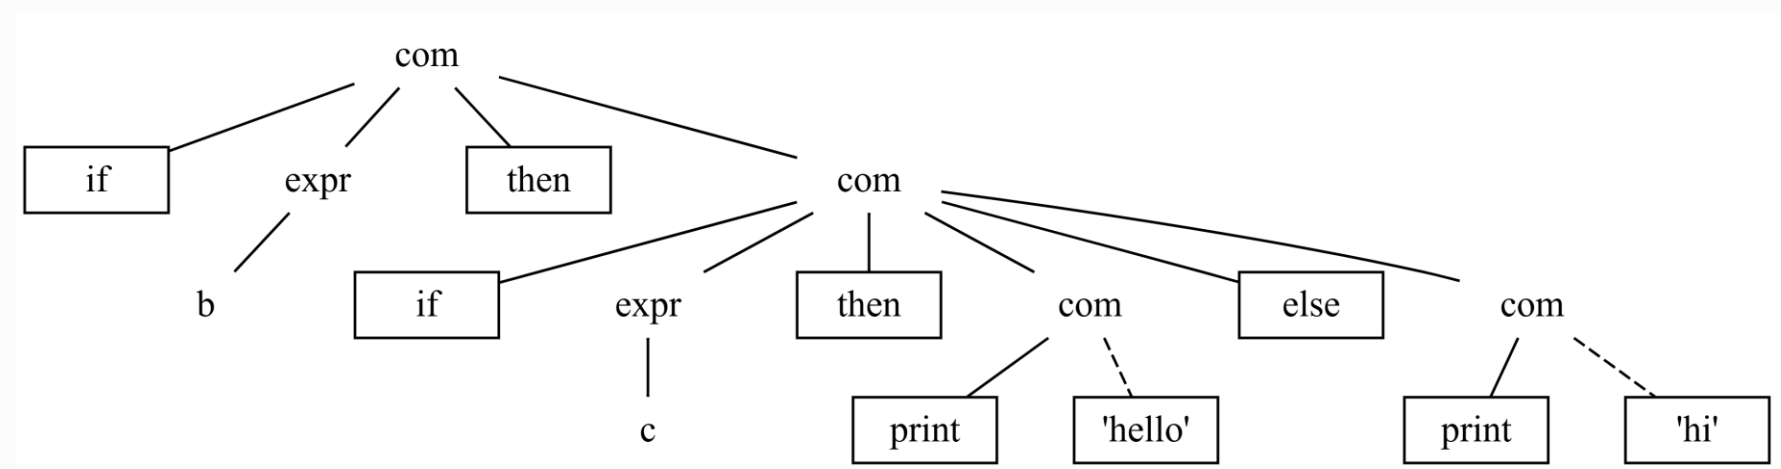 com
if expr then com
b if expr then com else com
c print 'hello' print 'hi'